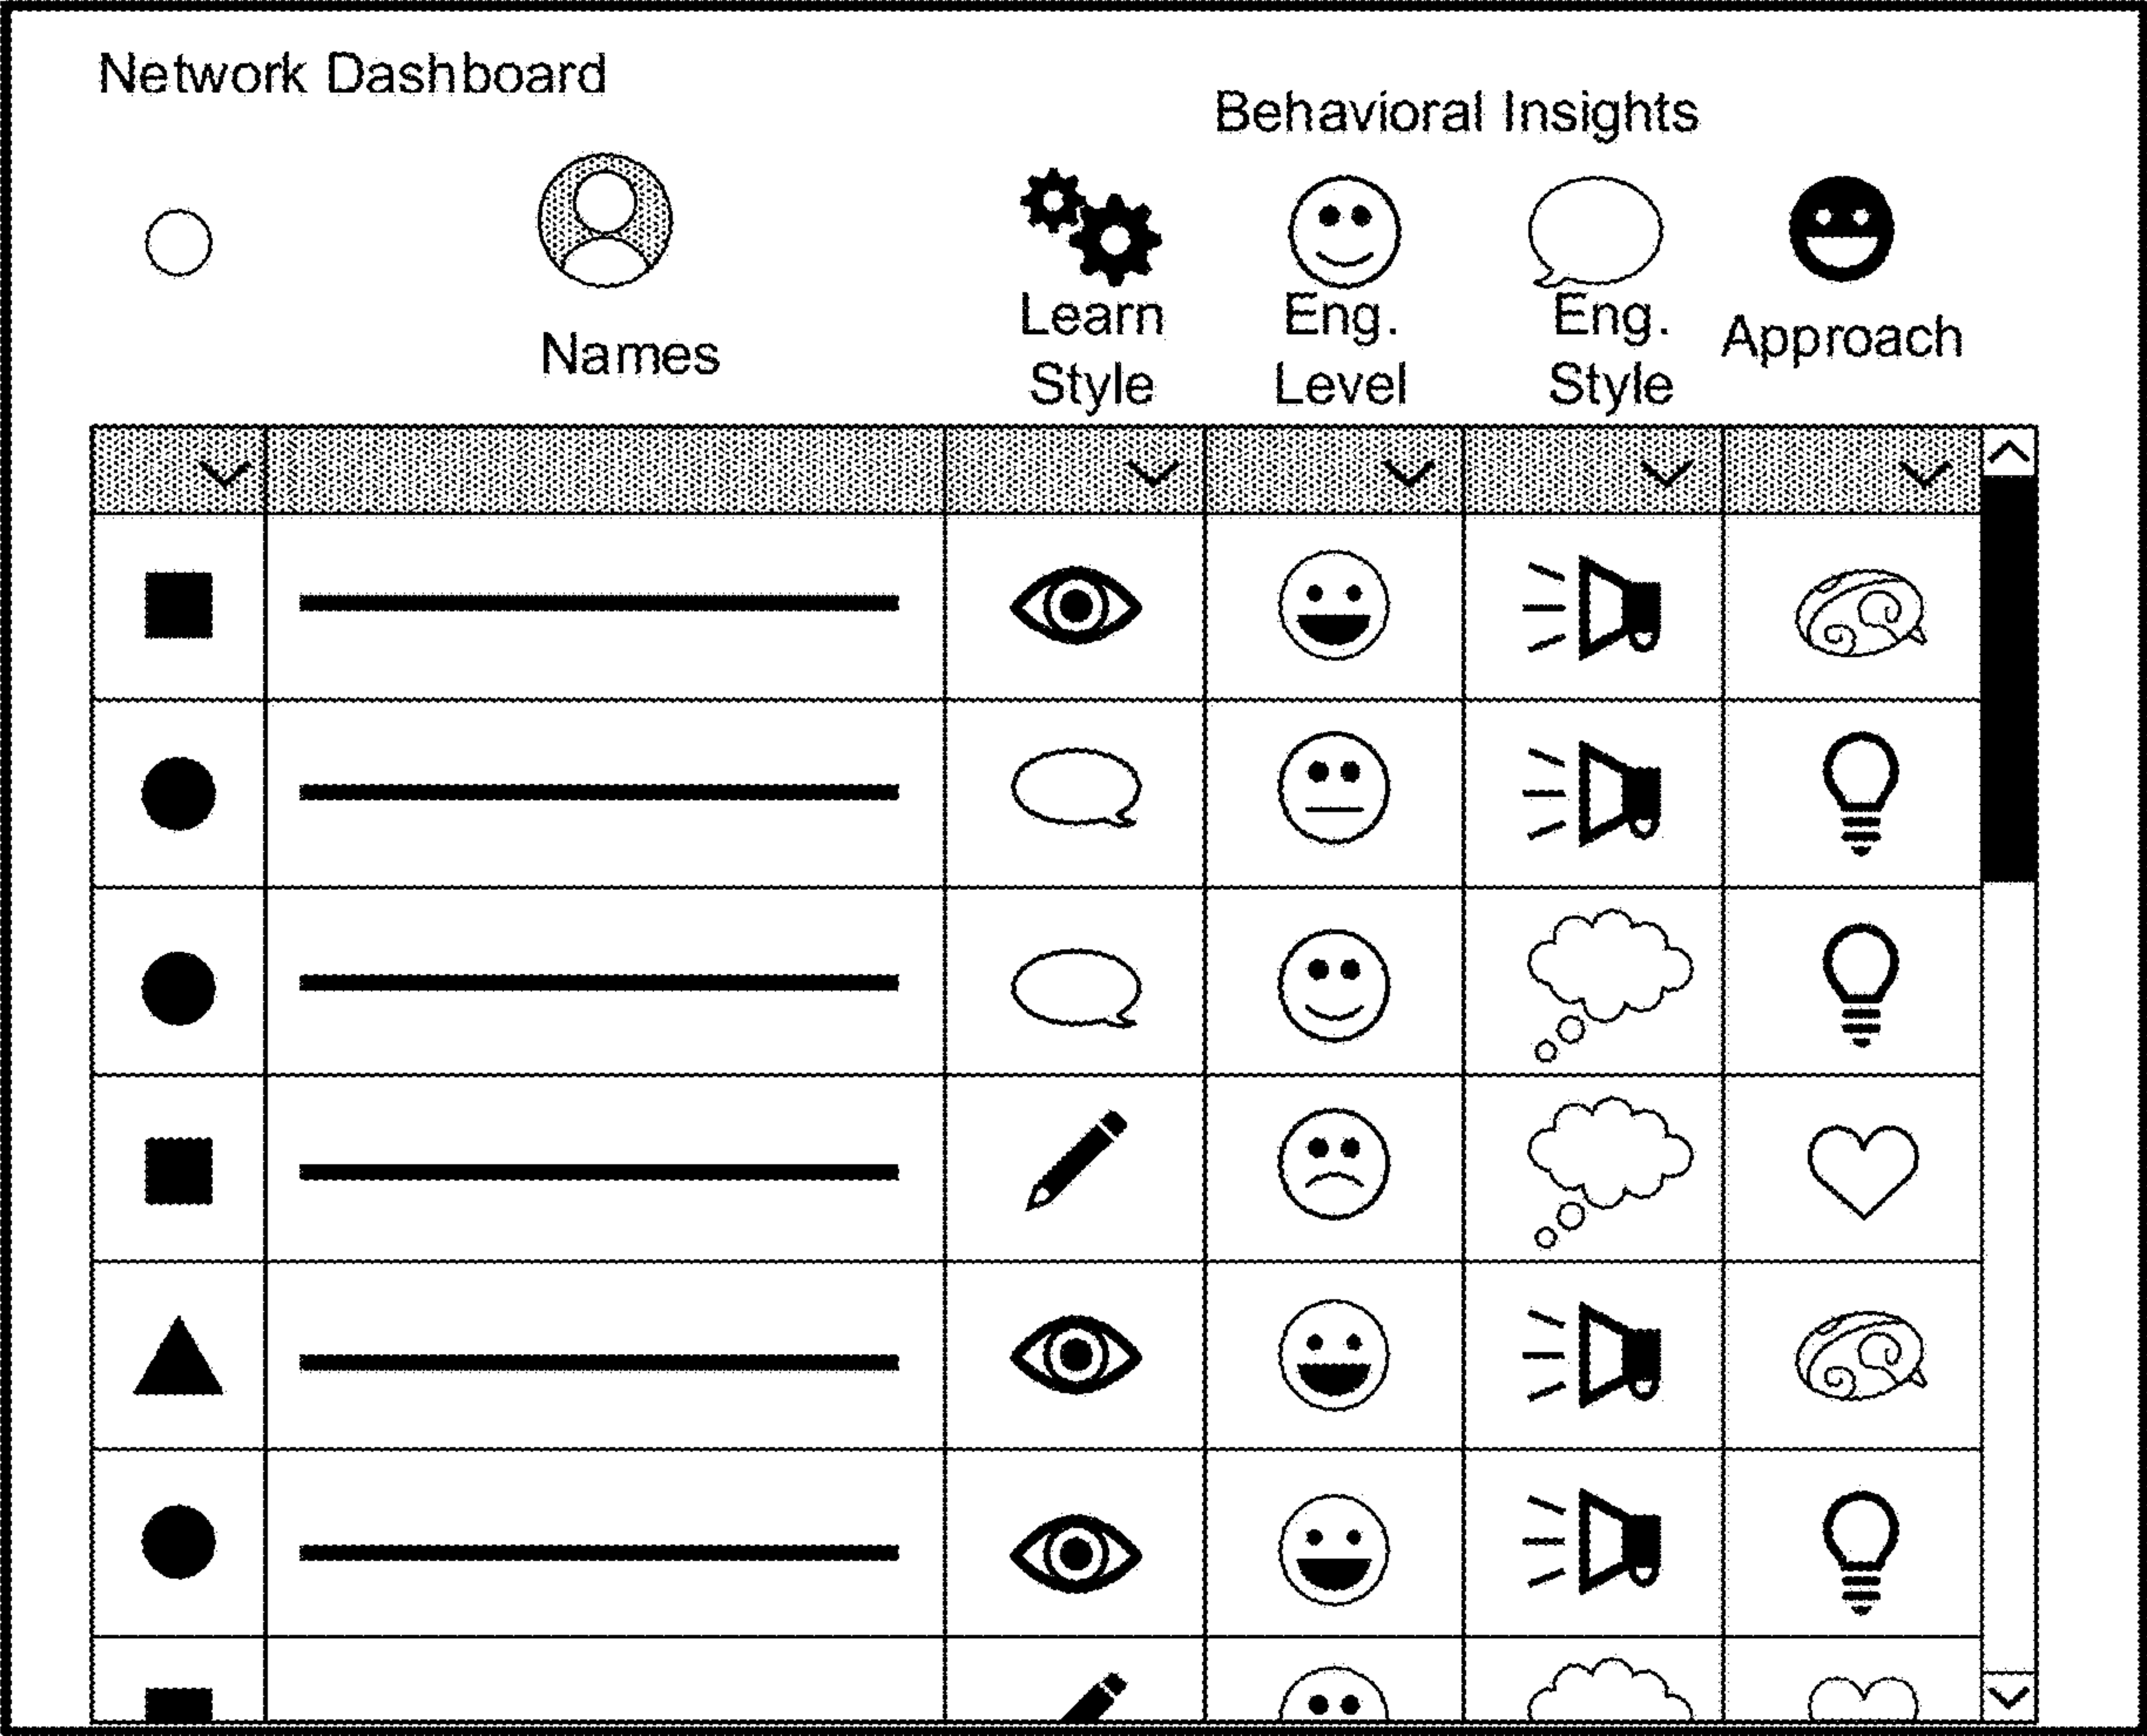 Network Dashboard
Behavioral Insights
Names
Learn
Style
Eng.
Level
Eng.
Style
Approach